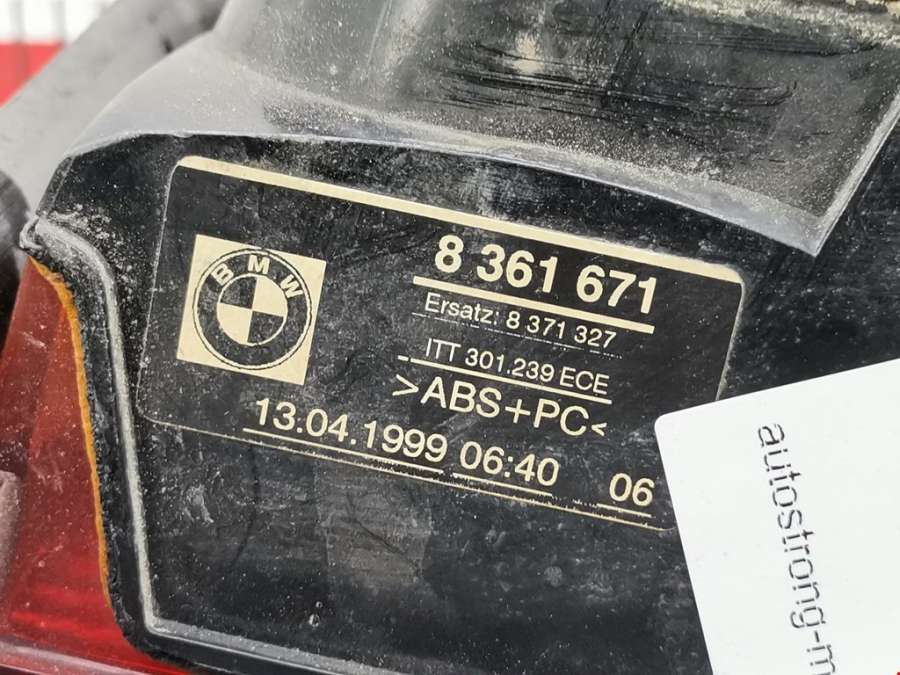 BMW
8 361 671
Ersatz: 8 371 327
ITT 301.239 ECE
>ABS+PC<
13.04.1999 06:40 06
autostrong-m